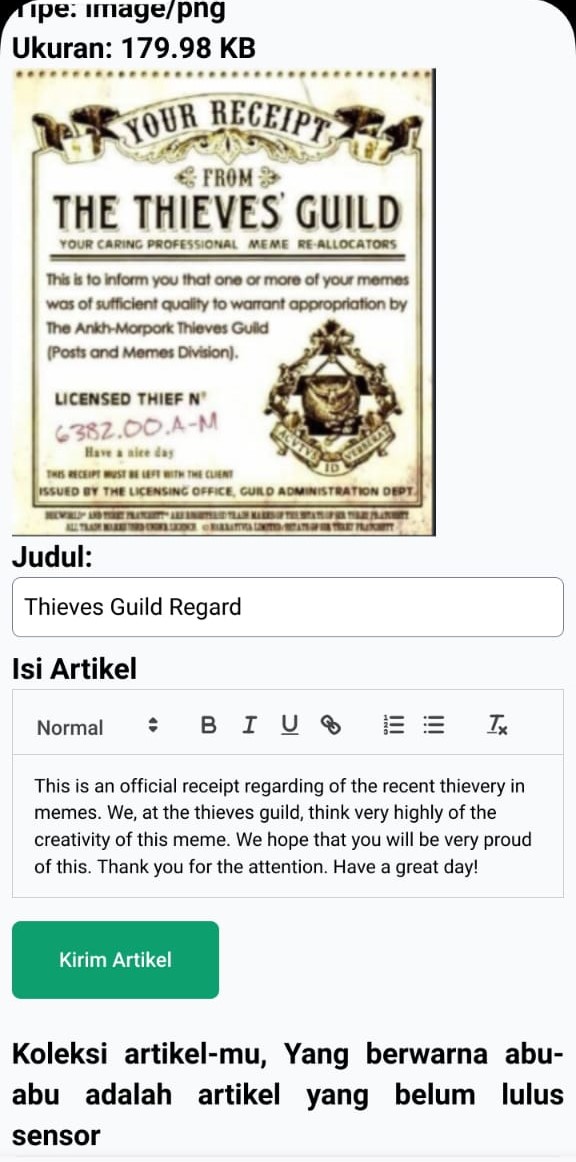 Tipe: image/png
Ukuran: 179.98 KB
YOUR RECEIPT
FROM
THE THIEVES' GUILD
YOUR CARING PROFESSIONAL MEME RE-ALLOCATORS
This is to inform you that one or more of your memes
was of sufficient quality to warrant appropriation by
The Ankh-Morpork Thieves Guild
(Posts and Memes Division).
LICENSED THIEF N°
6382.00.A-M
Have a nice day
ACVTVS ID VERBERAT
THIS RECEIPT MUST BE LEFT WITH THE CLIENT
ISSUED BY THE LICENSING OFFICE, GUILD ADMINISTRATION DEPT.
Judul:
Thieves Guild Regard
Isi Artikel
Normal
This is an official receipt regarding of the recent thievery in
memes. We, at the thieves guild, think very highly of the
creativity of this meme. We hope that you will be very proud
of this. Thank you for the attention. Have a great day!
Kirim Artikel
Koleksi artikel-mu, Yang berwarna abu-
abu adalah artikel yang belum lulus
sensor